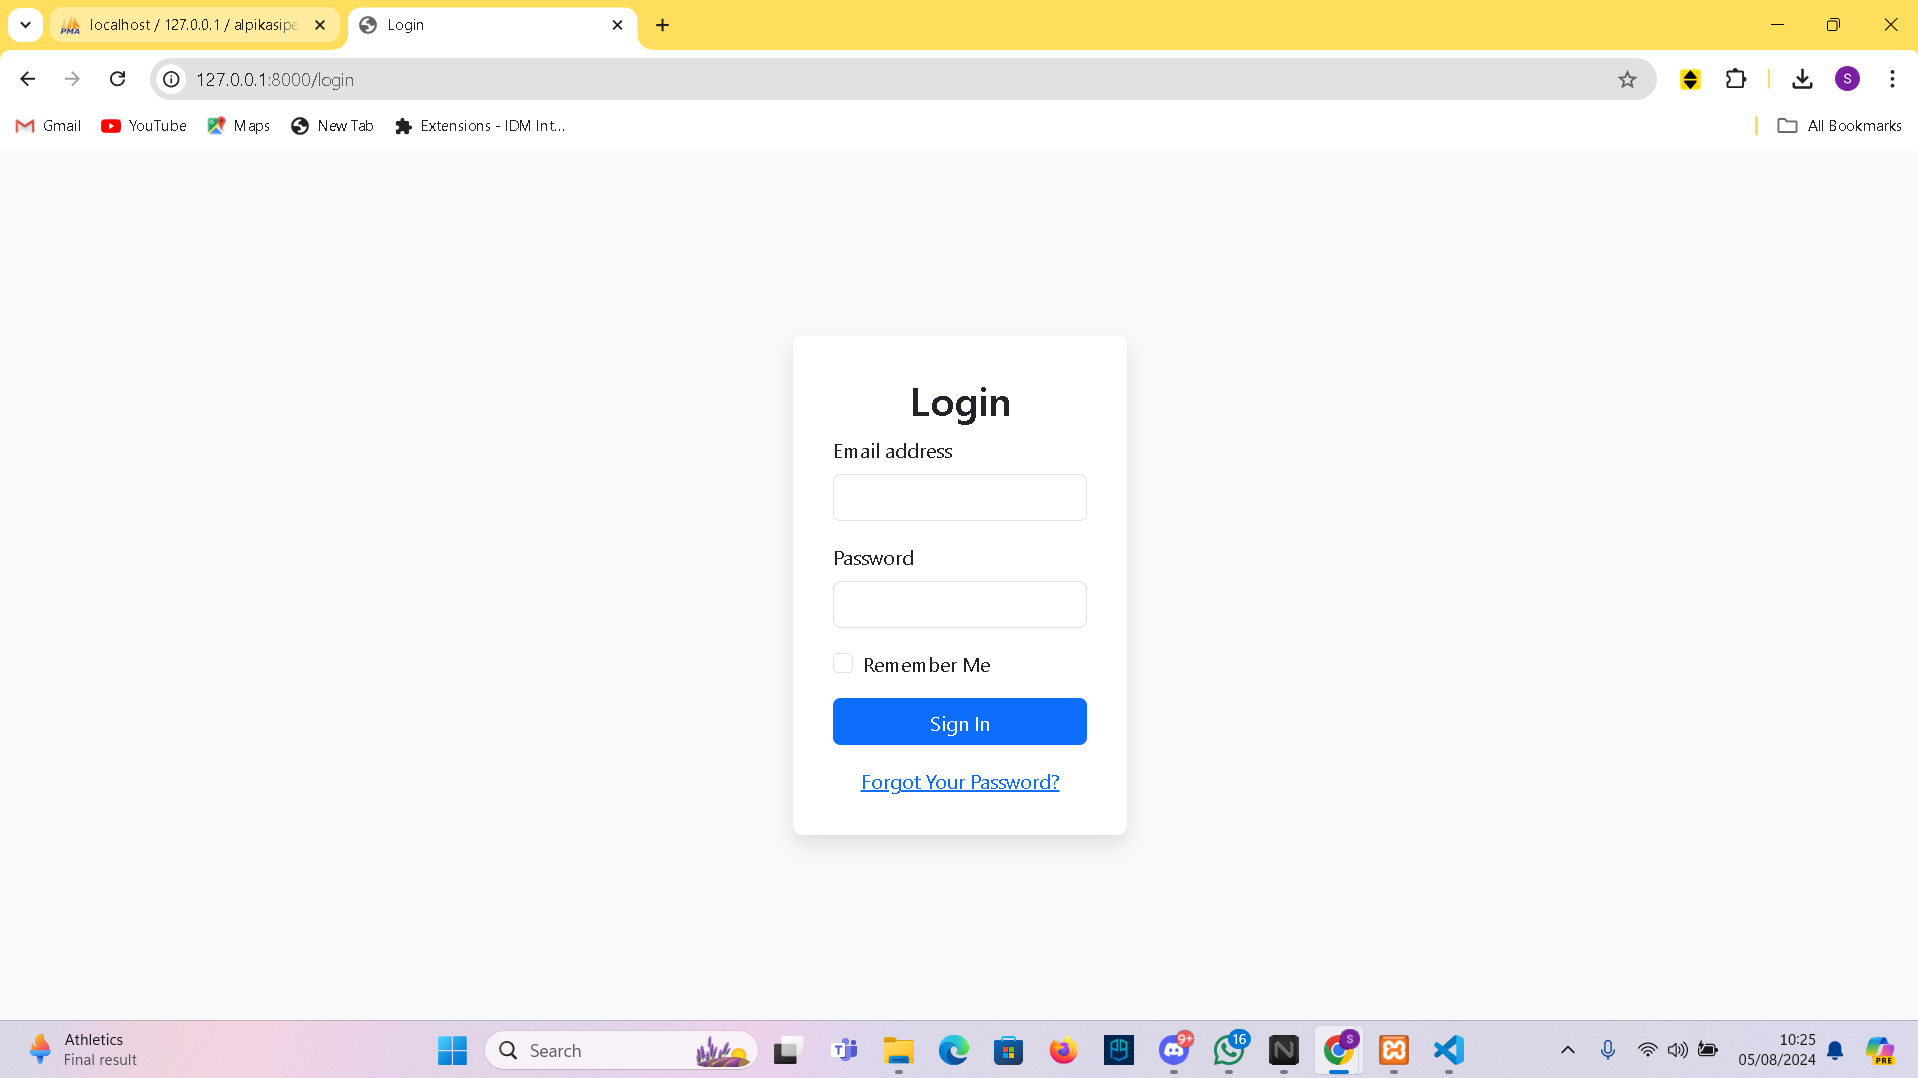 localhost / 127.0.0.1 / alpikasipe
Login
127.0.0.1:8000/login
S
Gmail
YouTube
Maps
New Tab
Extensions - IDM Int...
All Bookmarks
Login
Email address
Password
Remember Me
Sign In
Forgot Your Password?
Athletics
Final result
Search
9+
16
S
10:25
05/08/2024
PRE
PMA